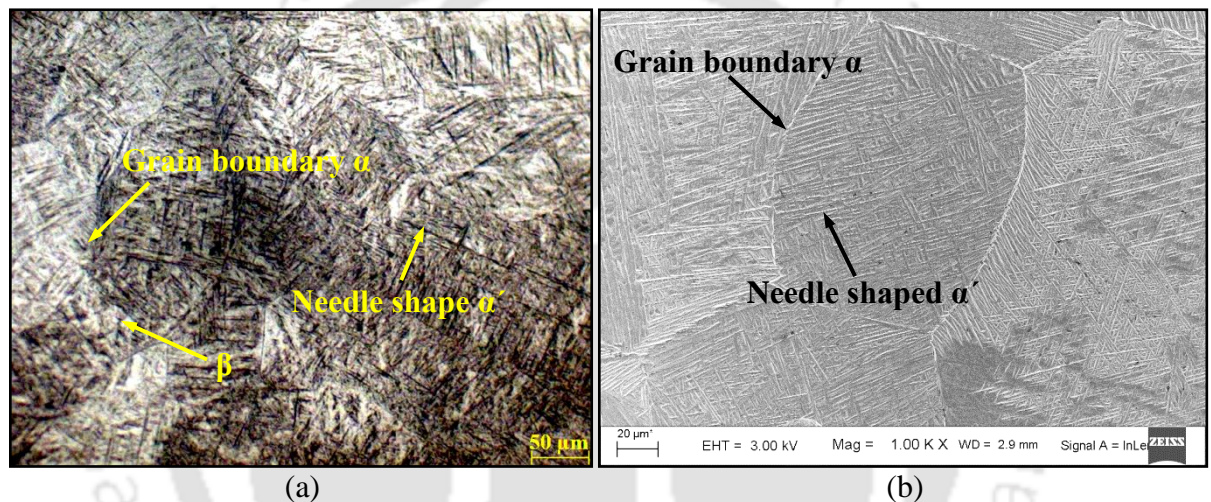 Grain boundary α
Needle shape α´
β
50 µm
(a)
Grain boundary α
Needle shaped α´
20 µm*
EHT = 3.00 kV Mag = 1.00 K X WD = 2.9 mm Signal A = InLe
ZEISS
(b)